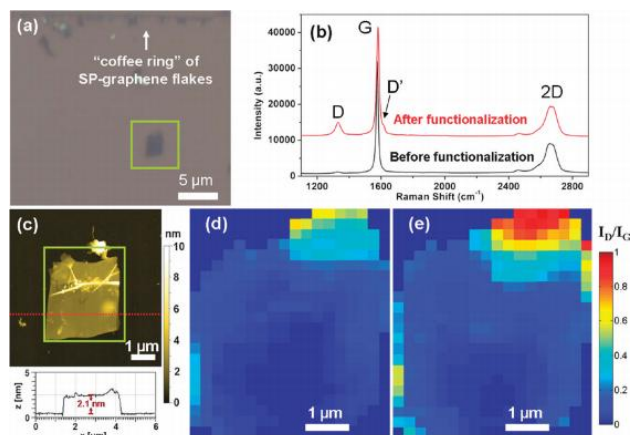 (a)
"coffee ring" of
SP-graphene flakes
5 μm
(b)
G
D
D'
2D
After functionalization
Before functionalization
Intensity (a.u.)
40000
30000
20000
10000
0
1200 1600 2000 2400 2800
Raman Shift (cm⁻¹)
(c)
nm
10
8
6
4
2
0
1 μm
z [nm]
5
0
2.1 nm
0 2 4 6
(d)
1 μm
(e)
1 μm
I_D/I_G
1
0.8
0.6
0.4
0.2
0